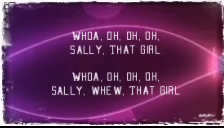 WHOA, OH, OH, OH,
SALLY, THAT GIRL
WHOA, OH, OH, OH,
SALLY, WHEW, THAT GIRL